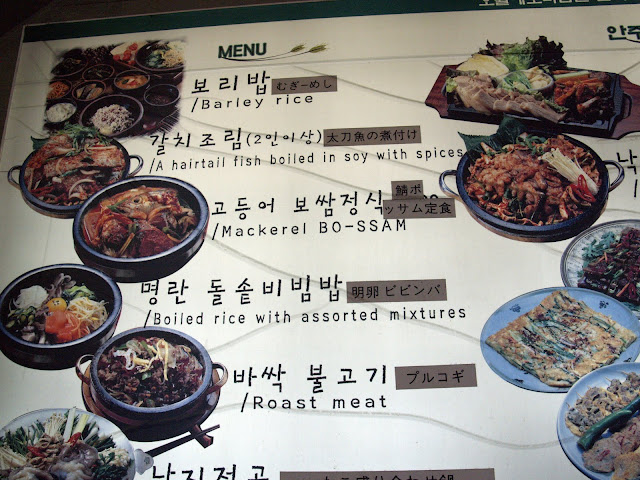 MENU
보리밥 むぎーめし
/Barley rice
갈치조림(2인이상) 太刀魚の煮付け
/A hairtail fish boiled in soy with spices
고등어 보쌈정식 鯖ポッサム定食
/Mackerel BO-SSAM
명란 돌솥비빔밥 明卵 ビビンバ
/Boiled rice with assorted mixtures
바싹 불고기 プルコギ
/Roast meat
안주
낙